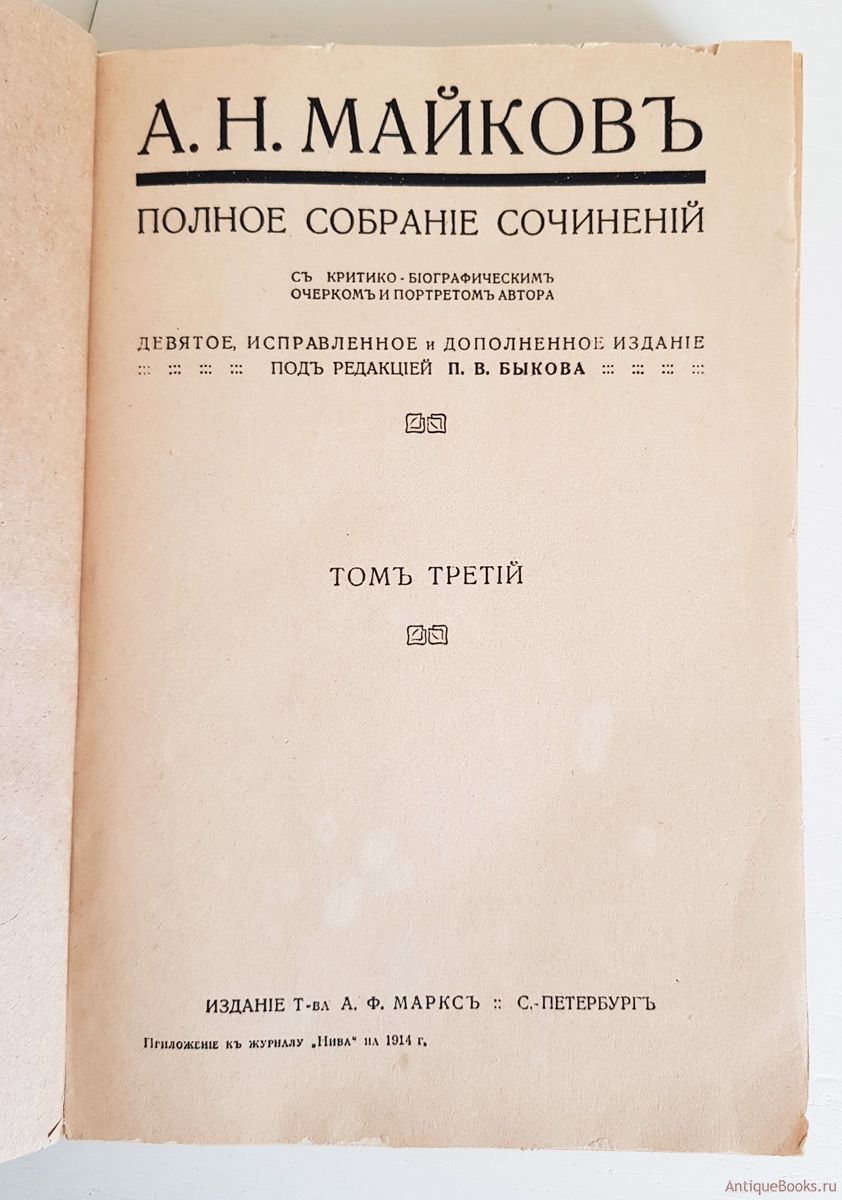 А. Н. МАЙКОВЪ
ПОЛНОЕ СОБРАНІЕ СОЧИНЕНІЙ
СЪ КРИТИКО-БІОГРАФИЧЕСКИМЪ
ОЧЕРКОМЪ И ПОРТРЕТОМЪ АВТОРА
ДЕВЯТОЕ, ИСПРАВЛЕННОЕ и ДОПОЛНЕННОЕ ИЗДАНІЕ
::: ::: ::: ::: ПОДЪ РЕДАКЦІЕЙ П. В. БЫКОВА ::: ::: ::: :::
ТОМЪ ТРЕТІЙ
ИЗДАНІЕ Т-ВА А. Ф. МАРКСЪ :: С.-ПЕТЕРБУРГЪ
Приложеніе къ журналу „Нива“ на 1914 г.
AntiqueBooks.ru